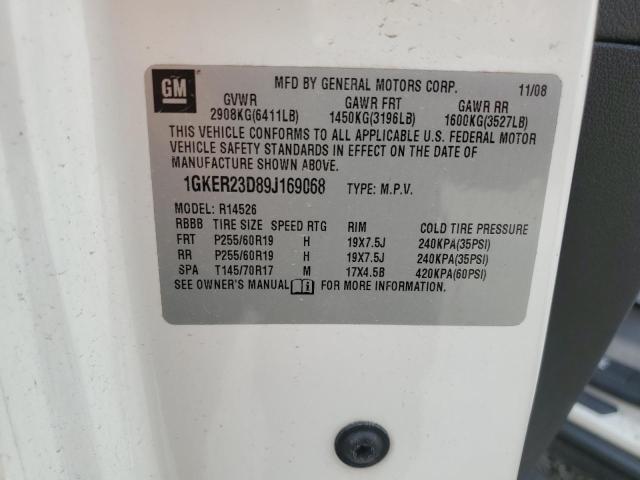 GM MFD BY GENERAL MOTORS CORP. 11/08
GVWR GAWR FRT GAWR RR
2908KG(6411LB) 1450KG(3196LB) 1600KG(3527LB)
THIS VEHICLE CONFORMS TO ALL APPLICABLE U.S. FEDERAL MOTOR
VEHICLE SAFETY STANDARDS IN EFFECT ON THE DATE OF
MANUFACTURE SHOWN ABOVE.
1GKER23D89J169068 TYPE: M.P.V.
MODEL: R14526
RBBB TIRE SIZE SPEED RTG RIM COLD TIRE PRESSURE
FRT P255/60R19 H 19X7.5J 240KPA(35PSI)
RR P255/60R19 H 19X7.5J 240KPA(35PSI)
SPA T145/70R17 M 17X4.5B 420KPA(60PSI)
SEE OWNER'S MANUAL FOR MORE INFORMATION.